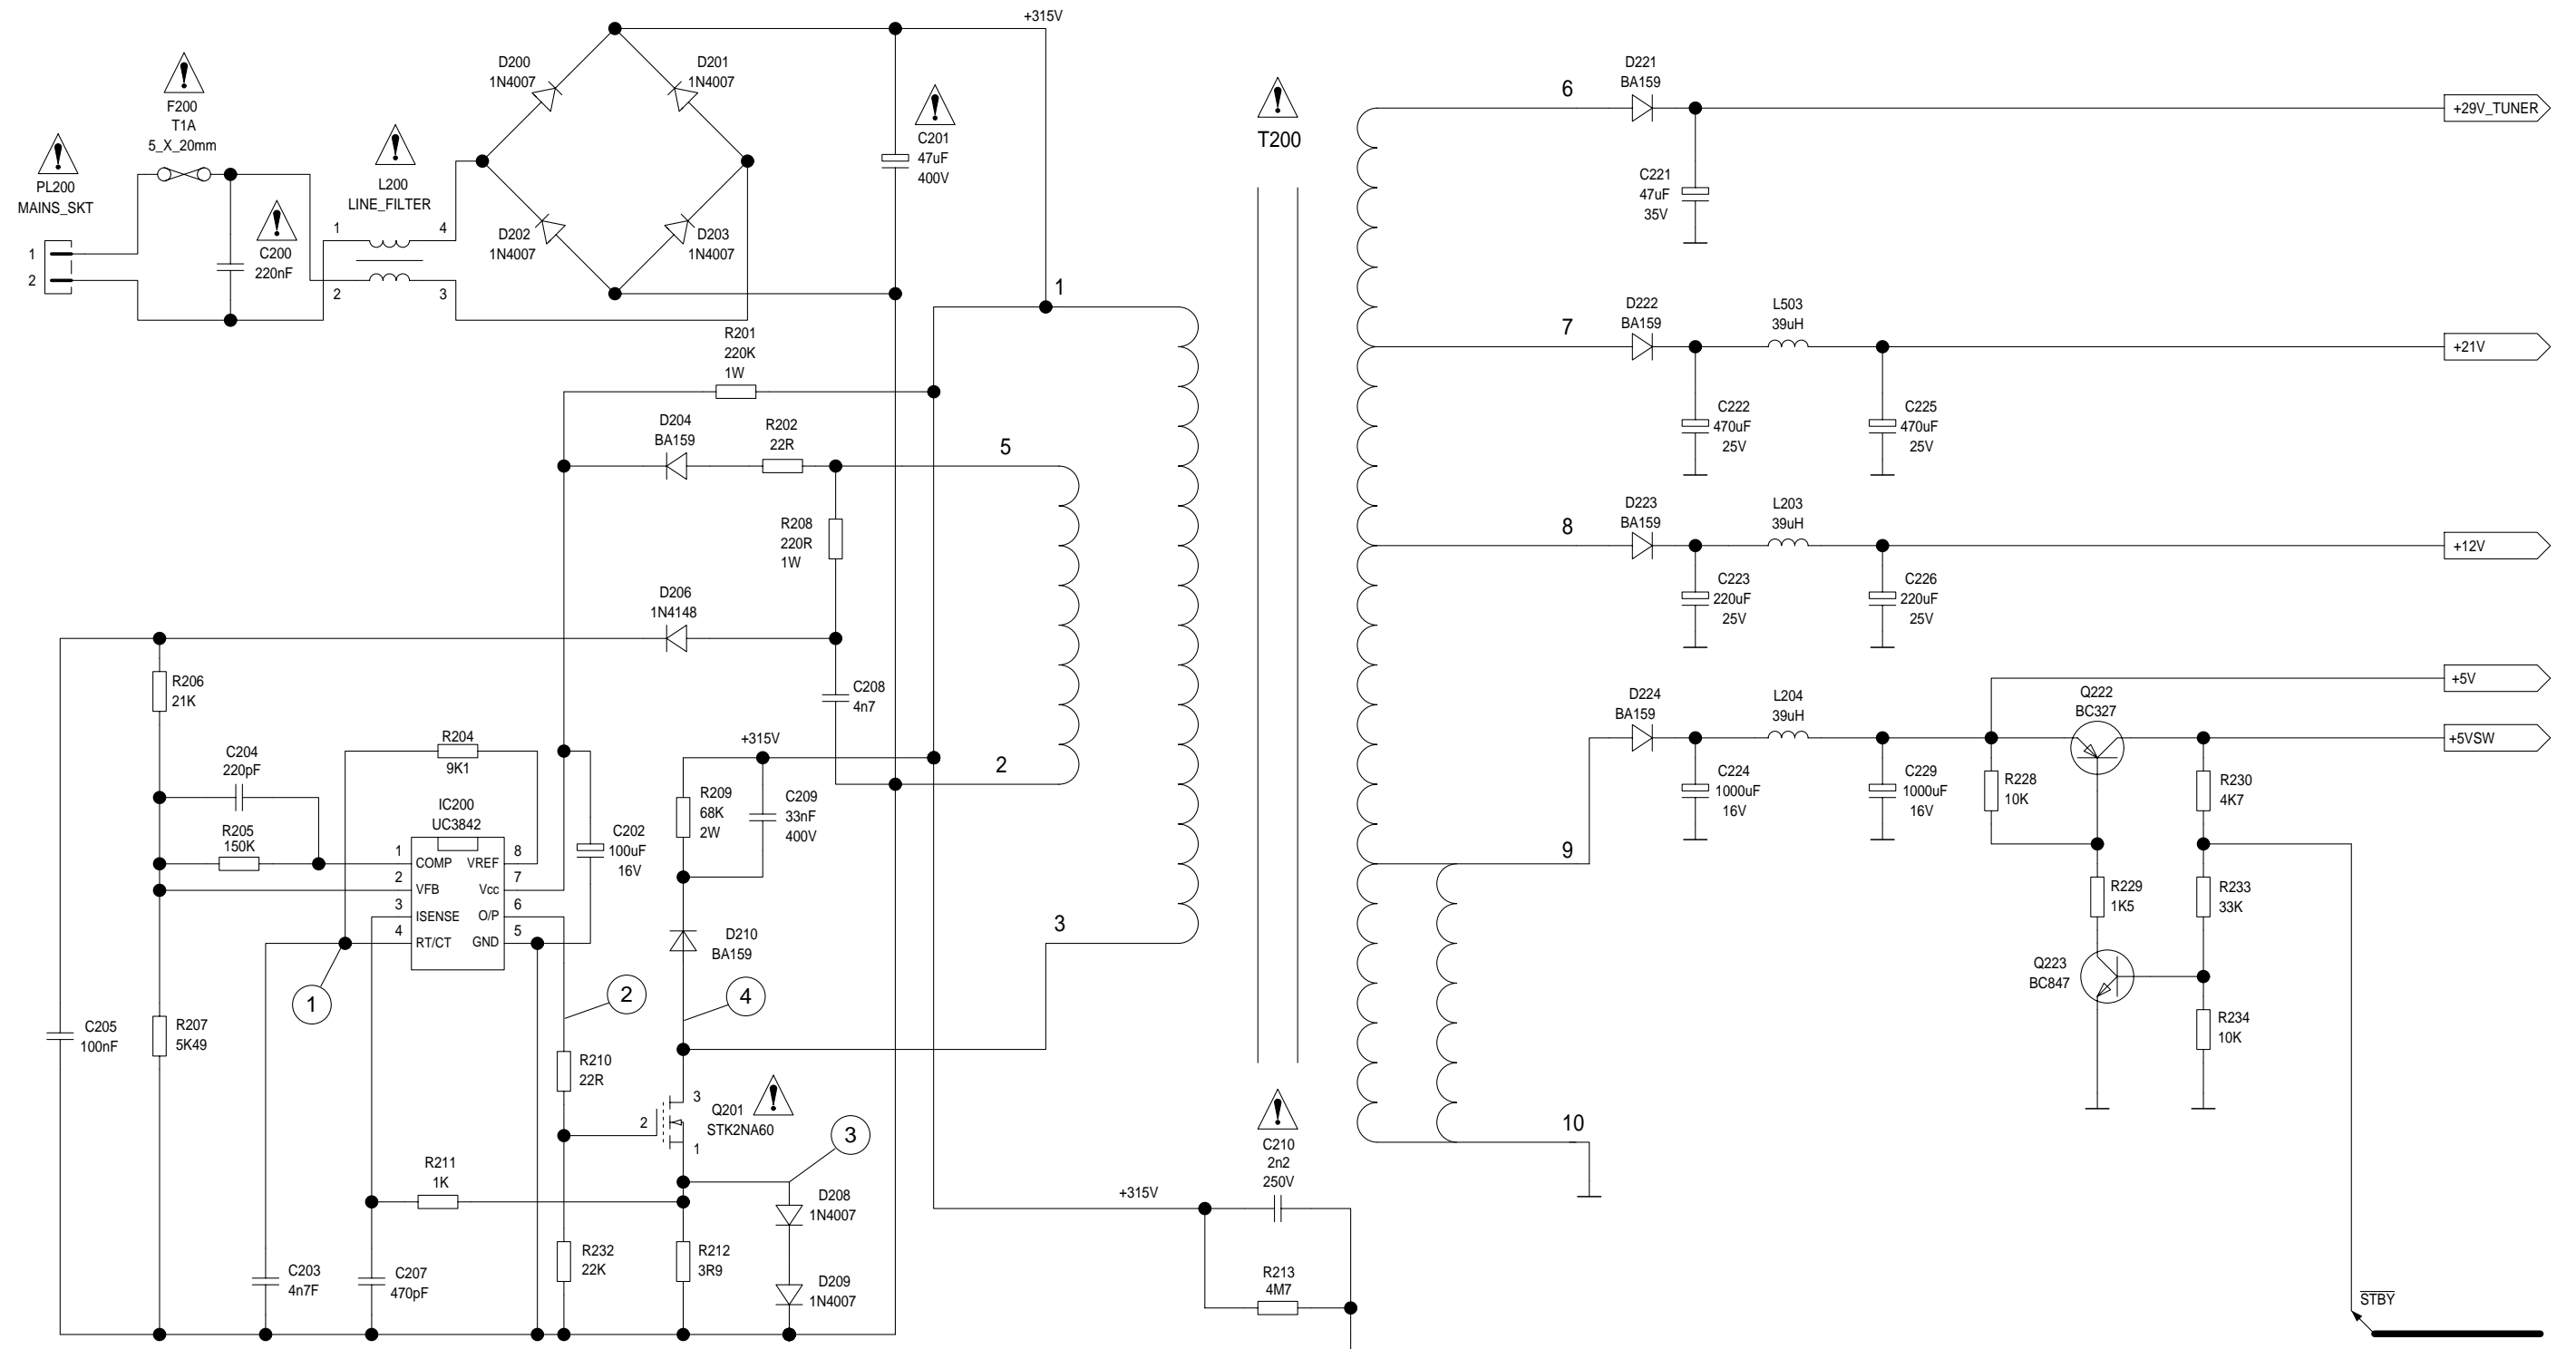 +315V
D200
1N4007
D201
1N4007
F200
T1A
5_X_20mm
PL200
MAINS_SKT
L200
LINE_FILTER
C201
47uF
400V
T200
6
D221
BA159
+29V_TUNER
C221
47uF
35V
1
2
C200
220nF
1
4
2
3
D202
1N4007
D203
1N4007
1
R201
220K
1W
7
D222
BA159
L503
39uH
+21V
C222
470uF
25V
C225
470uF
25V
D204
BA159
R202
22R
5
R208
220R
1W
8
D223
BA159
L203
39uH
+12V
C223
220uF
25V
C226
220uF
25V
D206
1N4148
R206
21K
C208
4n7
+5V
D224
BA159
L204
39uH
Q222
BC327
+5VSW
C204
220pF
R204
9K1
+315V
2
R209
68K
2W
C209
33nF
400V
C224
1000uF
16V
C229
1000uF
16V
R228
10K
R230
4K7
IC200
UC3842
R205
150K
C202
100uF
16V
1
COMP
VREF
8
2
VFB
Vcc
7
3
ISENSE
O/P
6
4
RT/CT
GND
5
9
R229
1K5
R233
33K
3
D210
BA159
Q223
BC847
1
2
4
C205
100nF
R207
5K49
R234
10K
R210
22R
3
2
1
Q201
STK2NA60
3
C210
2n2
250V
10
R211
1K
+315V
D208
1N4007
R232
22K
R212
3R9
C203
4n7F
C207
470pF
D209
1N4007
R213
4M7
STBY